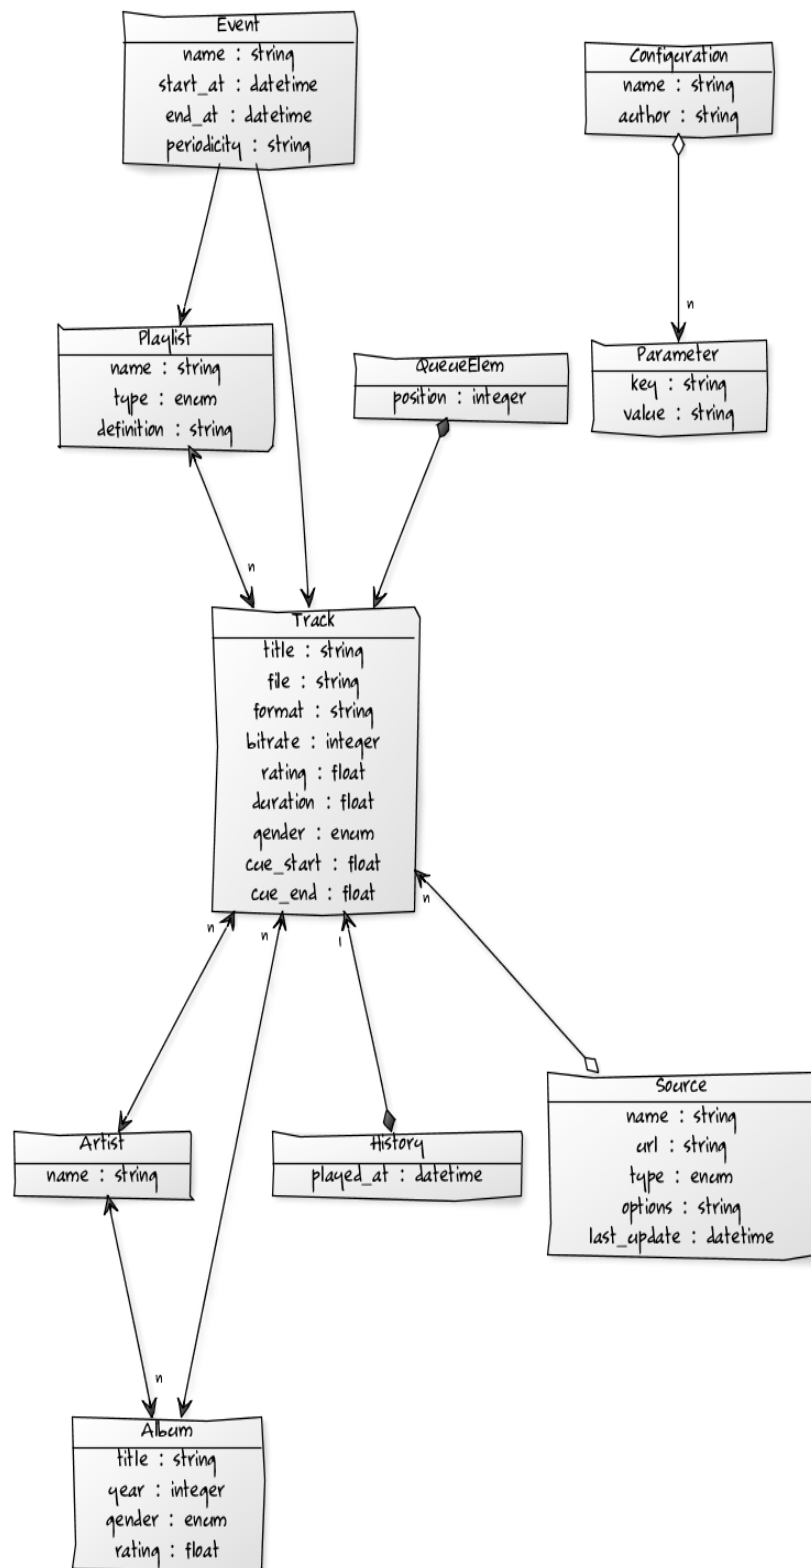 Event
name : string
start_at : datetime
end_at : datetime
periodicity : string
Configuration
name : string
author : string
n
Playlist
name : string
type : enum
definition : string
QueueElem
position : integer
Parameter
key : string
value : string
n
Track
title : string
file : string
format : string
bitrate : integer
rating : float
duration : float
gender : enum
cue_start : float
cue_end : float
n
n
1
n
Artist
name : string
History
played_at : datetime
Source
name : string
url : string
type : enum
options : string
last_update : datetime
n
Album
title : string
year : integer
gender : enum
rating : float